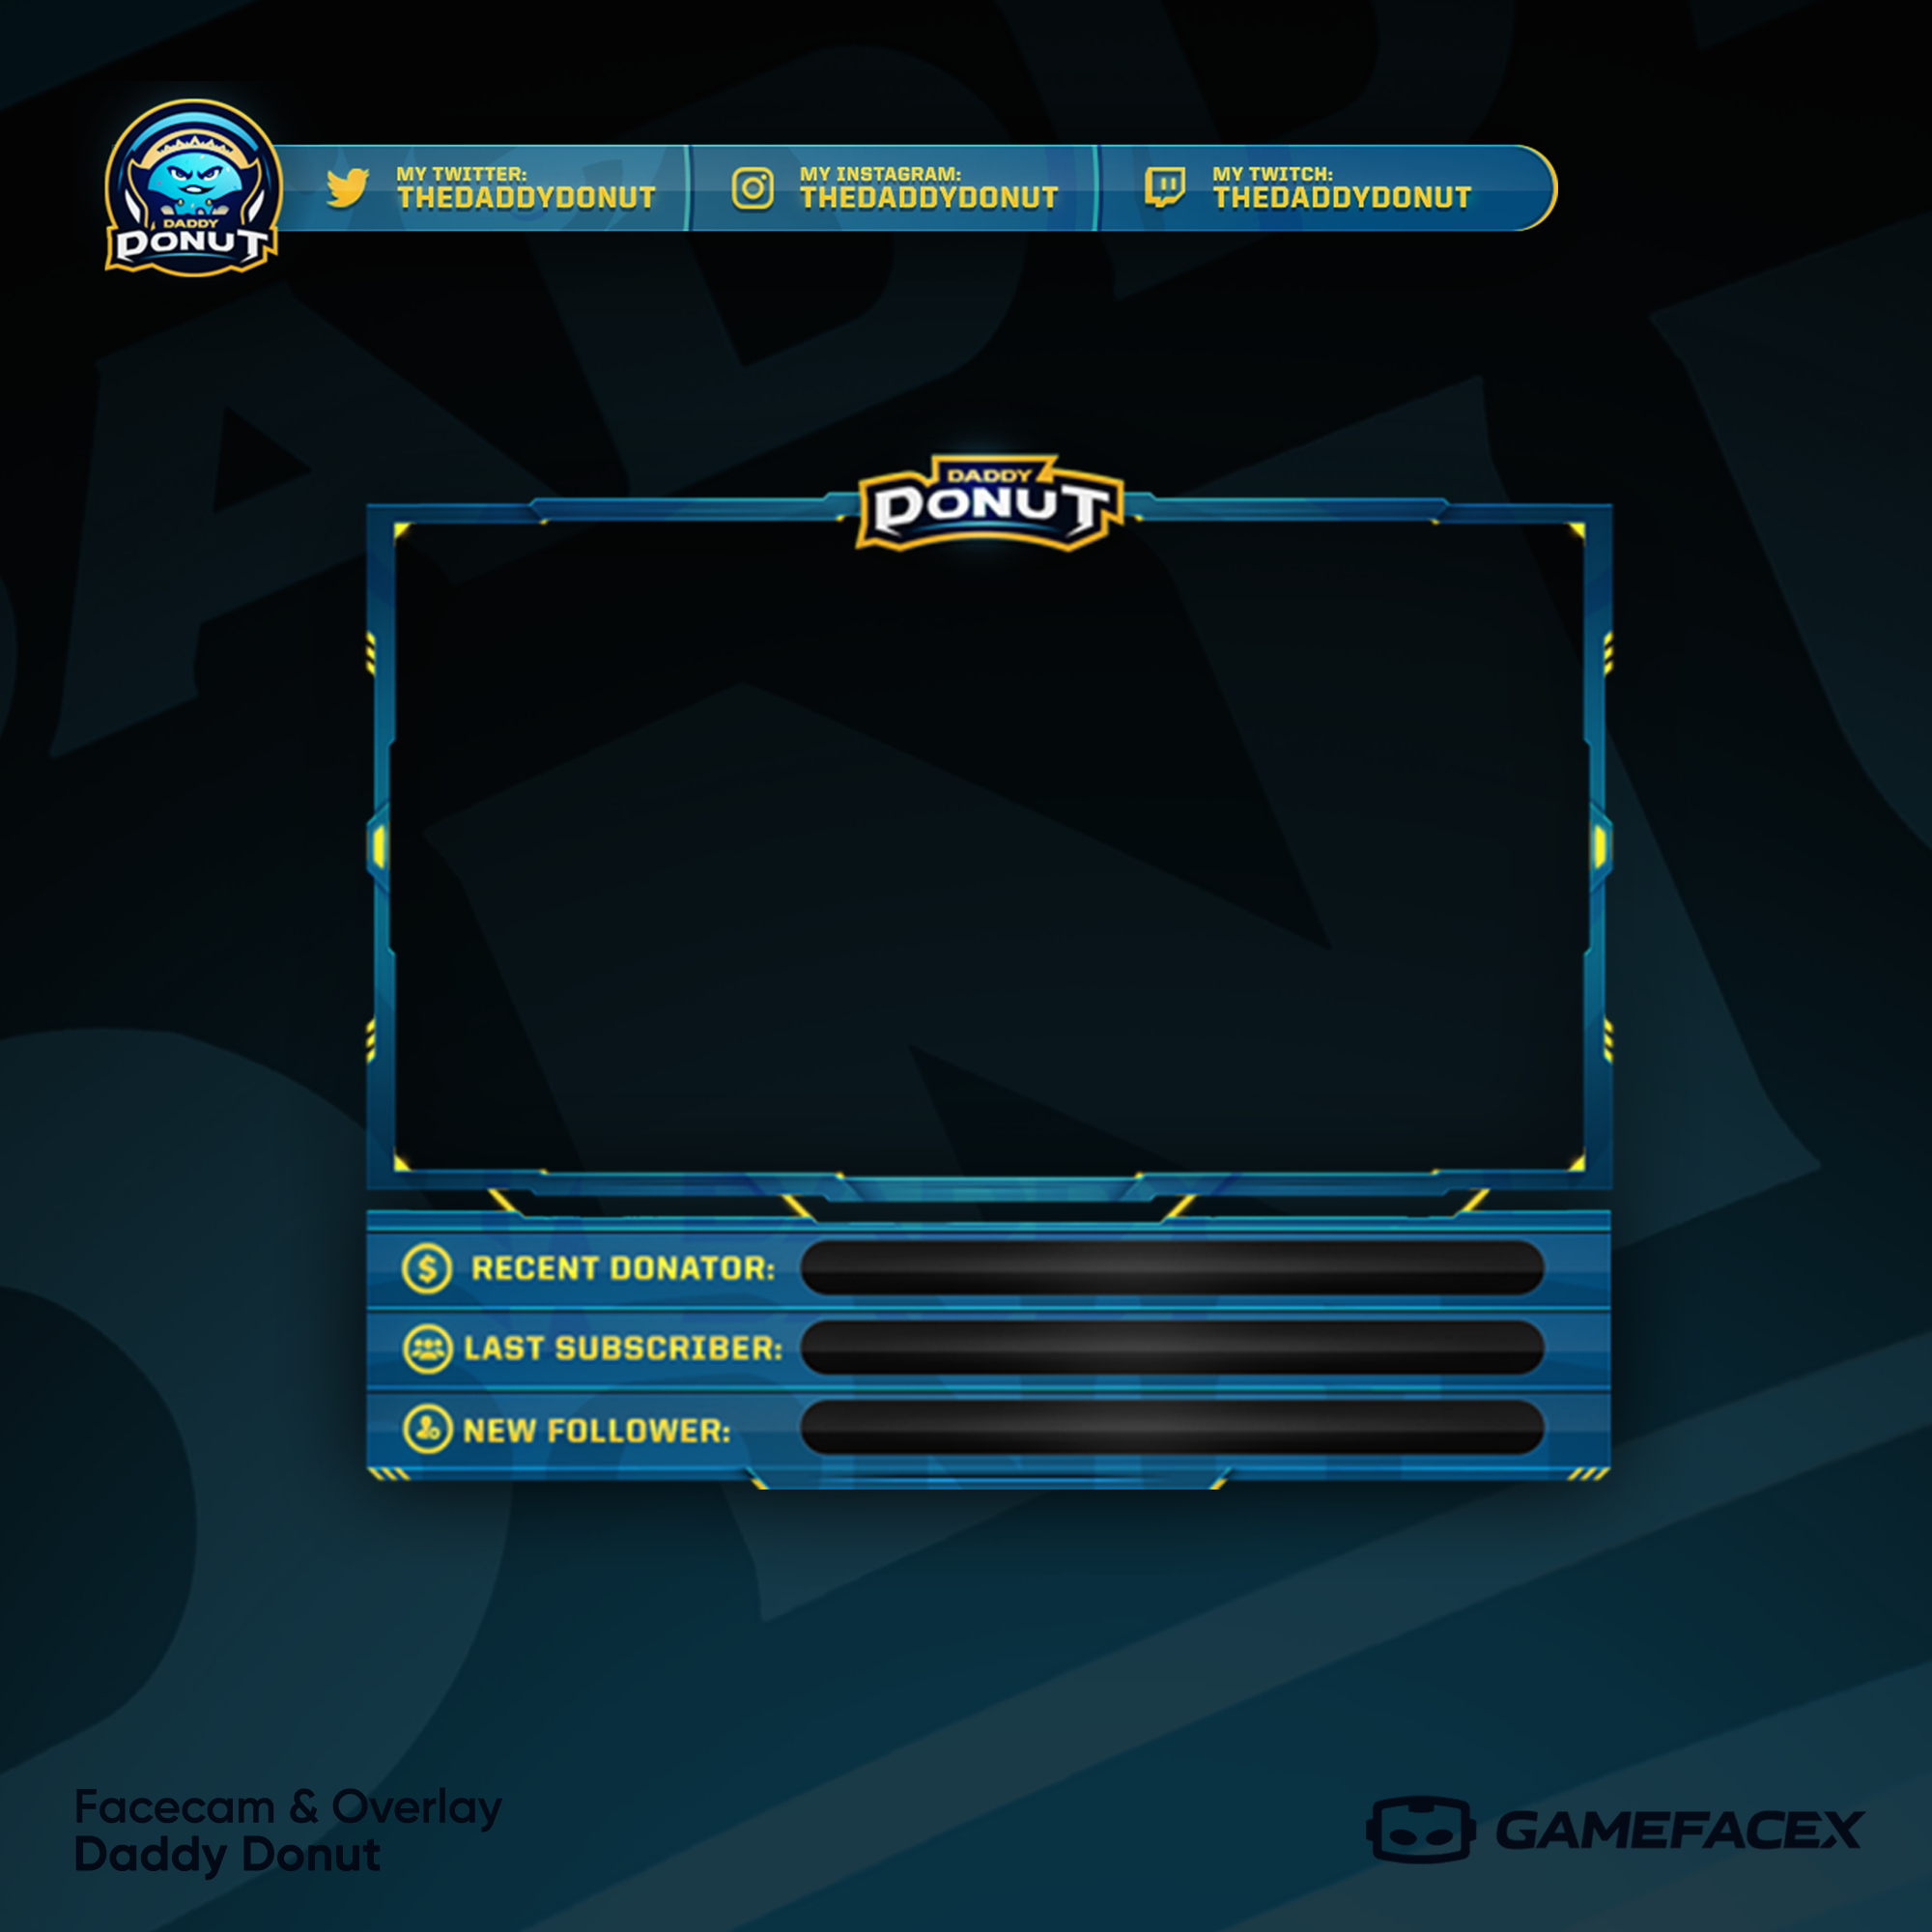 DADDY
DONUT
MY TWITTER:
THEDADDYDONUT
MY INSTAGRAM:
THEDADDYDONUT
MY TWITCH:
THEDADDYDONUT
DADDY
DONUT
RECENT DONATOR:
LAST SUBSCRIBER:
NEW FOLLOWER:
Facecam & Overlay
Daddy Donut
GAMEFACEX